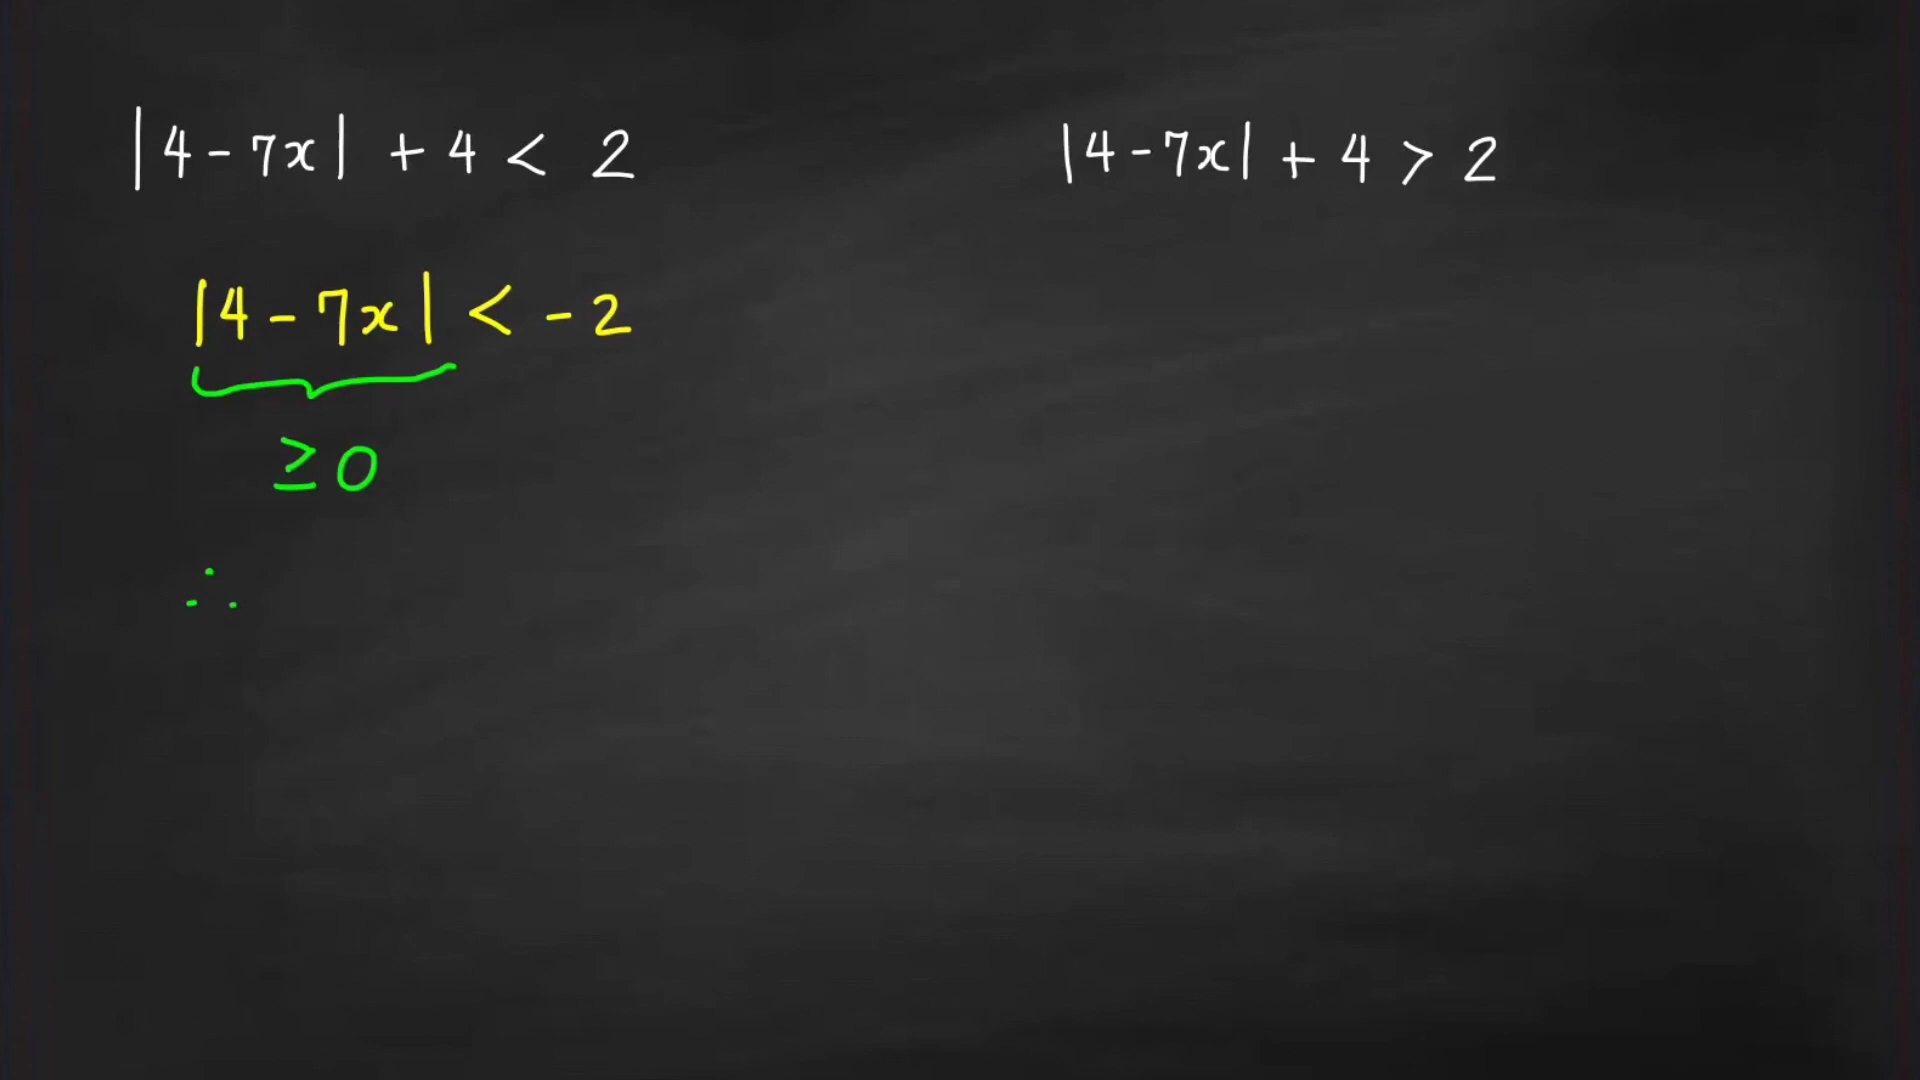 |4-7x| + 4 < 2
|4-7x| < -2
≥ 0
∴
|4-7x| + 4 > 2